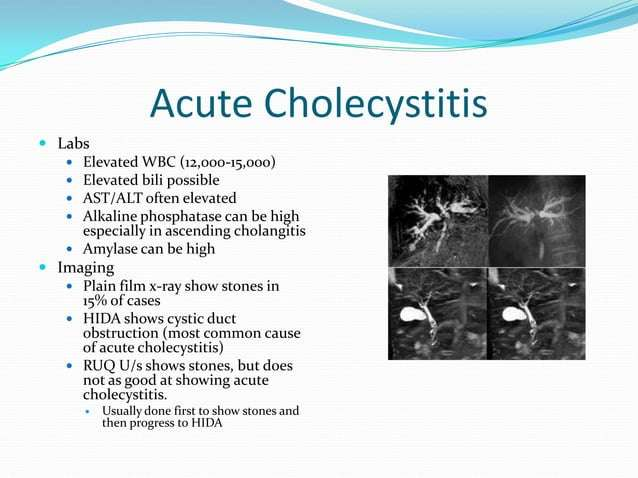 Acute Cholecystitis
Labs
Elevated WBC (12,000-15,000)
Elevated bili possible
AST/ALT often elevated
Alkaline phosphatase can be high
especially in ascending cholangitis
Amylase can be high
Imaging
Plain film x-ray show stones in
15% of cases
HIDA shows cystic duct
obstruction (most common cause
of acute cholecystitis)
RUQ U/s shows stones, but does
not as good at showing acute
cholecystitis.
Usually done first to show stones and
then progress to HIDA